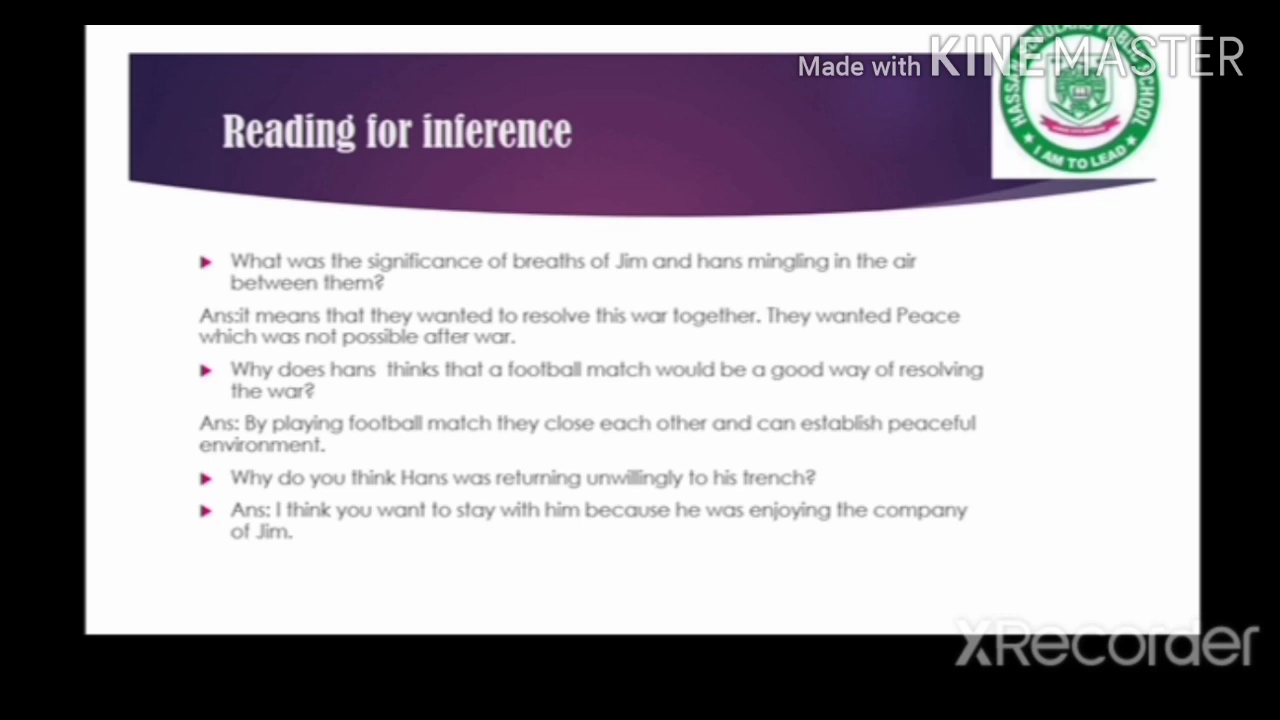 Made with KINEMASTER
HASSAN SCHOLARS PUBLIC SCHOOL
I AM TO LEAD
Reading for inference
What was the significance of breaths of Jim and hans mingling in the air
between them?
Ans:it means that they wanted to resolve this war together. They wanted Peace
which was not possible after war.
Why does hans thinks that a football match would be a good way of resolving
the war?
Ans: By playing football match they close each other and can establish peaceful
environment.
Why do you think Hans was returning unwillingly to his trench?
Ans: I think you want to stay with him because he was enjoying the company
of Jim.
XRecorder